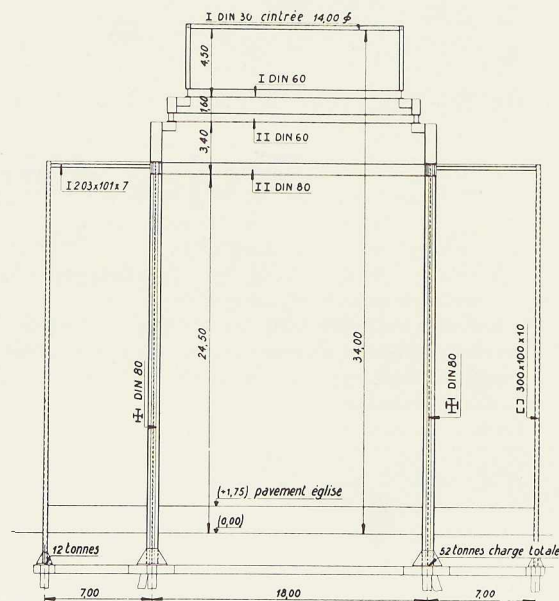 I DIN 30 cintrée 14,00 ϕ
4,50
I DIN 60
1,60
II DIN 60
3,40
I 203x101x7
II DIN 80
24,50
34,00
DIN 80
DIN 80
300x100x10
(+1,75) pavement église
(0,00)
12 tonnes
52 tonnes charge totale
7,00
18,00
7,00